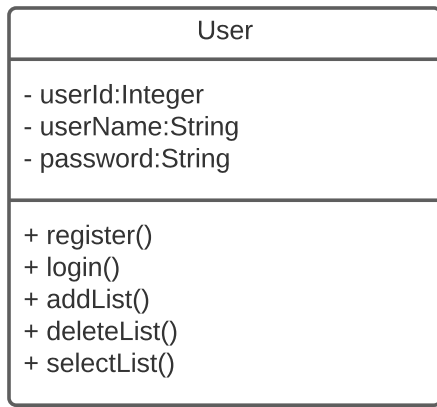 User
- userId:Integer
- userName:String
- password:String
+ register()
+ login()
+ addList()
+ deleteList()
+ selectList()